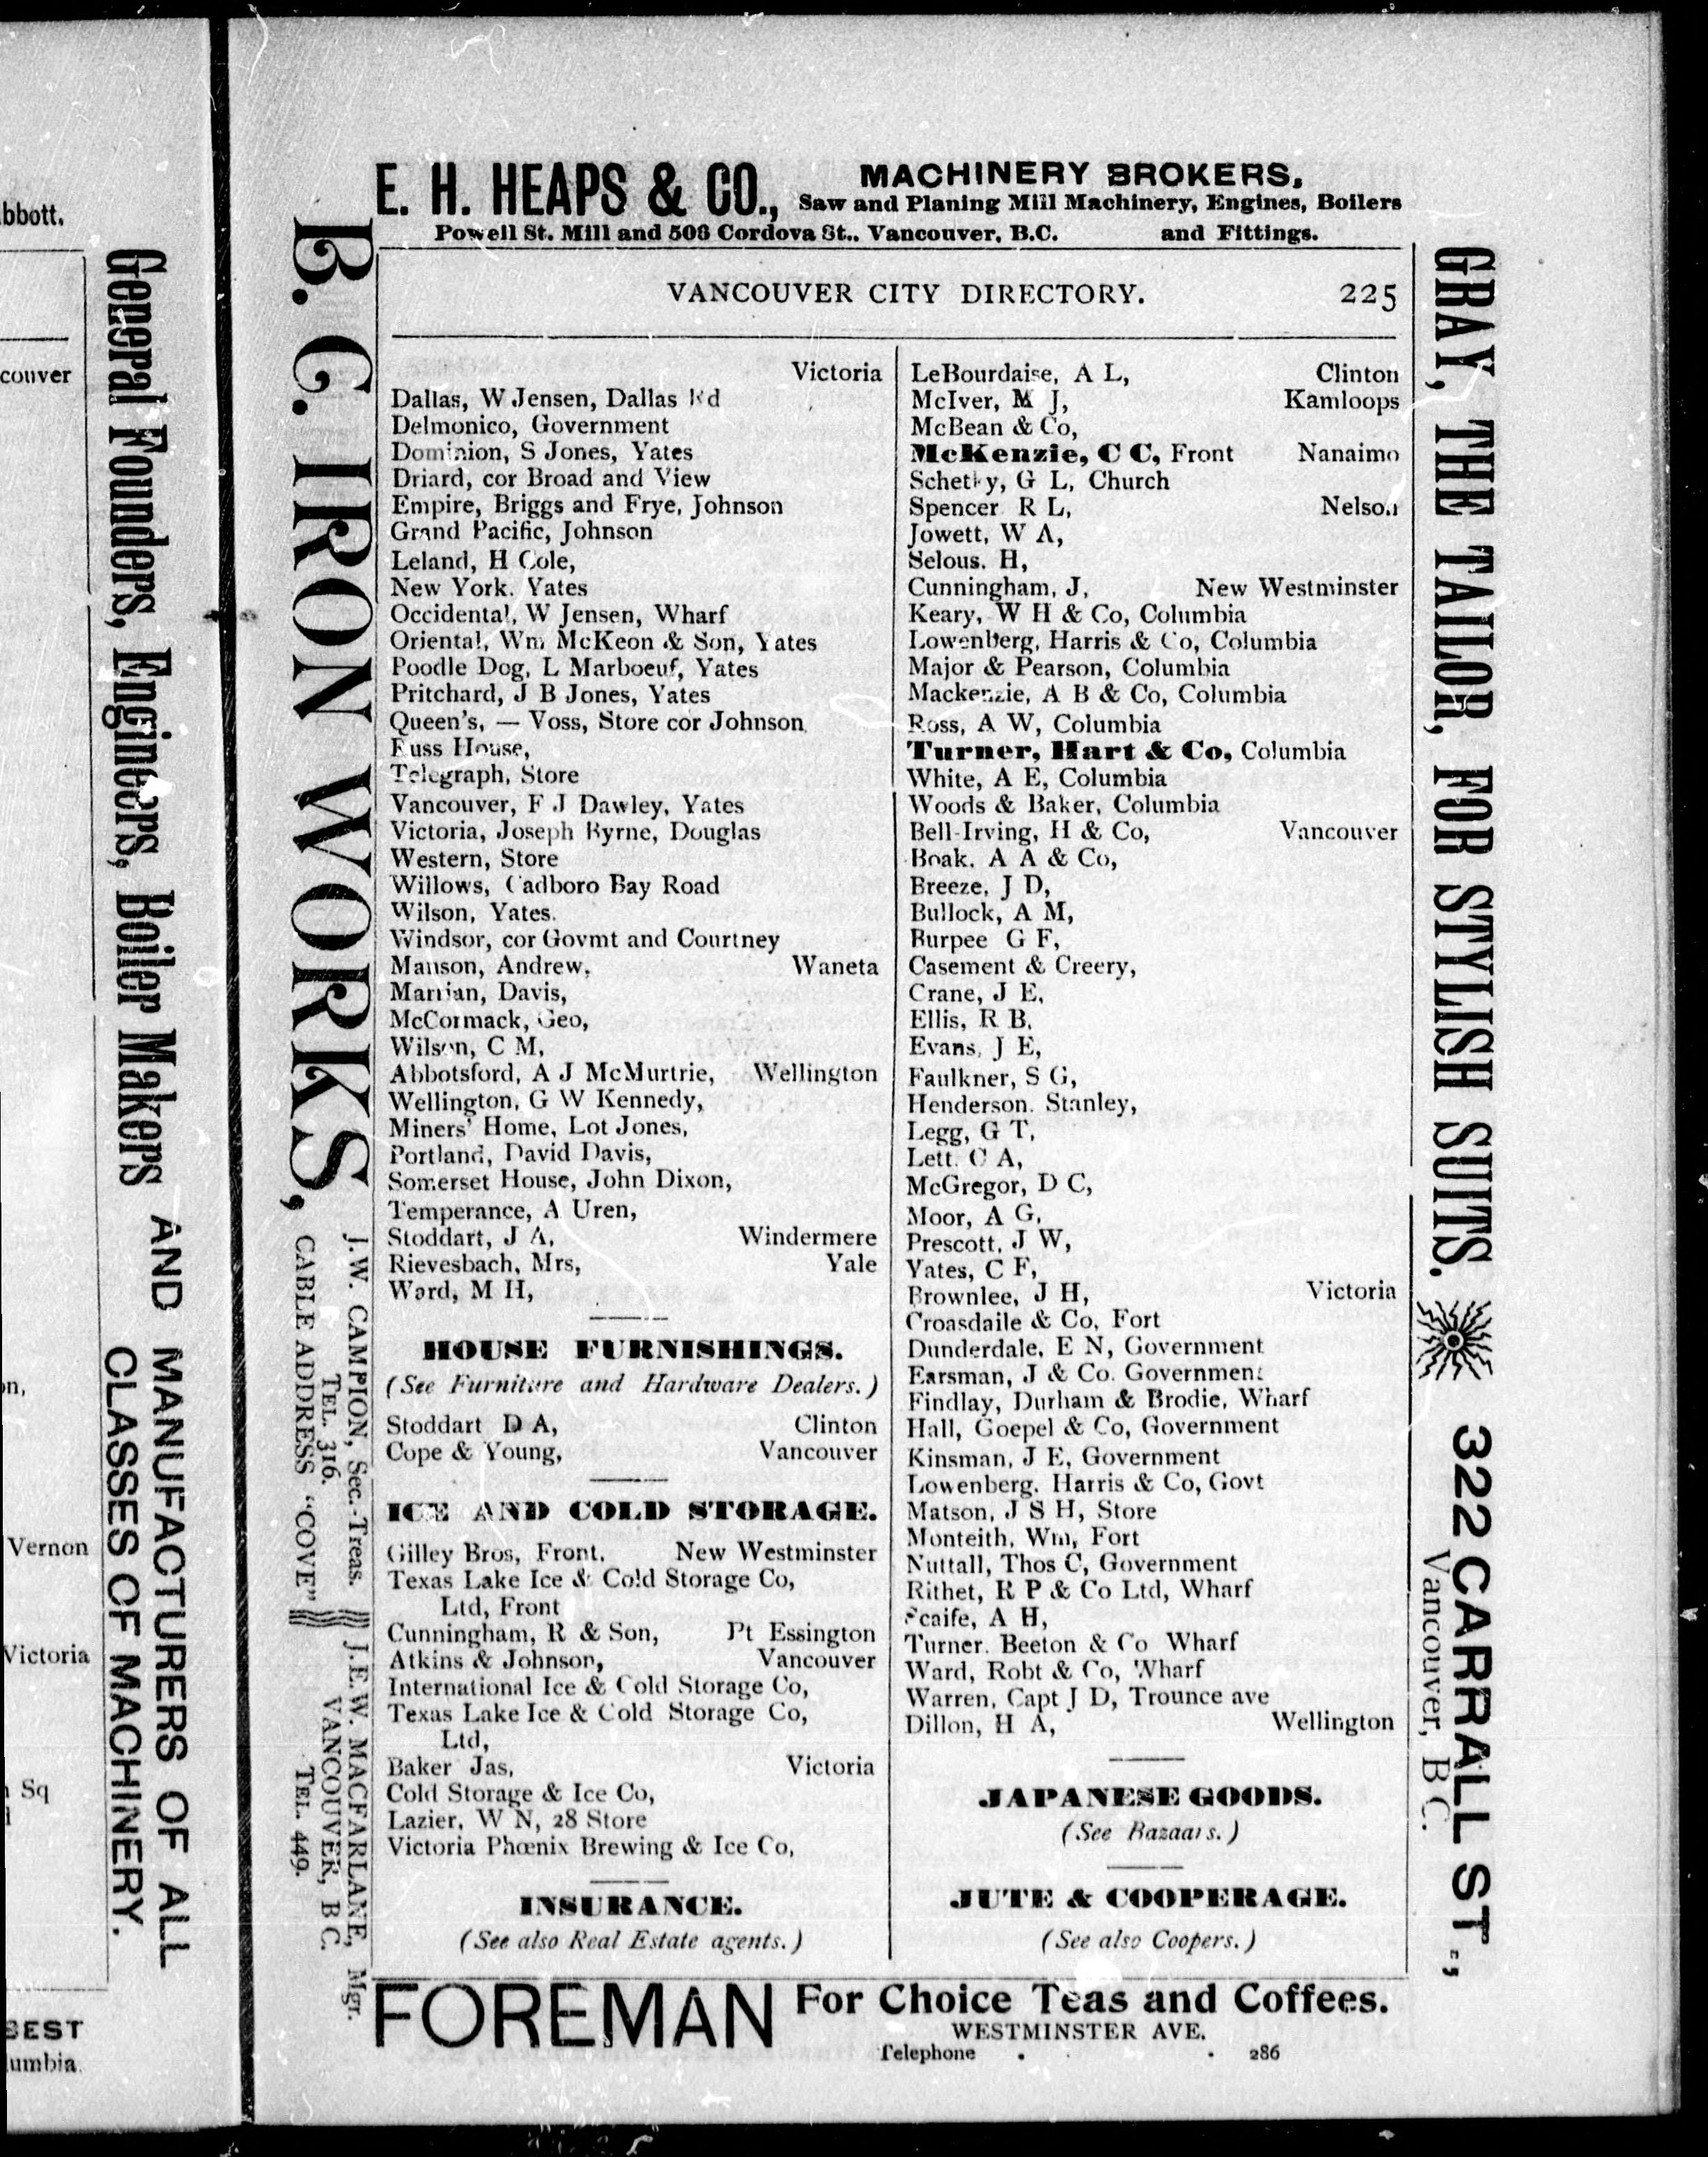 bbott.
couver
on,
Vernon
Victoria
Sq
BEST
umbia.
General Founders, Engineers, Boiler Makers AND MANUFACTURERS OF ALL
CLASSES OF MACHINERY.
B. C. IRON WORKS,
J. W. CAMPION, Sec.-Treas.
TEL. 316.
CABLE ADDRESS "COVE"
J. E. W. MACFARLANE, Mgr.
VANCOUVER, B C.
TEL. 449.
E. H. HEAPS & CO.,
MACHINERY BROKERS,
Saw and Planing Mill Machinery, Engines, Boilers
Powell St. Mill and 506 Cordova St., Vancouver, B.C. and Fittings.
VANCOUVER CITY DIRECTORY. 225
Victoria
Dallas, W Jensen, Dallas Rd
Delmonico, Government
Dominion, S Jones, Yates
Driard, cor Broad and View
Empire, Briggs and Frye, Johnson
Grand Pacific, Johnson
Leland, H Cole,
New York. Yates
Occidental, W Jensen, Wharf
Oriental, Wm McKeon & Son, Yates
Poodle Dog, L Marboeuf, Yates
Pritchard, J B Jones, Yates
Queen's, — Voss, Store cor Johnson
Russ House,
Telegraph, Store
Vancouver, F J Dawley, Yates
Victoria, Joseph Byrne, Douglas
Western, Store
Willows, Cadboro Bay Road
Wilson, Yates.
Windsor, cor Govmt and Courtney
Manson, Andrew, Waneta
Marrian, Davis,
McCormack, Geo,
Wilson, C M,
Abbotsford, A J McMurtrie, Wellington
Wellington, G W Kennedy,
Miners' Home, Lot Jones,
Portland, David Davis,
Somerset House, John Dixon,
Temperance, A Uren,
Stoddart, J A, Windermere
Rievesbach, Mrs, Yale
Ward, M H,
HOUSE FURNISHINGS.
(See Furniture and Hardware Dealers.)
Stoddart D A, Clinton
Cope & Young, Vancouver
ICE AND COLD STORAGE.
Gilley Bros, Front, New Westminster
Texas Lake Ice & Cold Storage Co,
Ltd, Front
Cunningham, R & Son, Pt Essington
Atkins & Johnson, Vancouver
International Ice & Cold Storage Co,
Texas Lake Ice & Cold Storage Co,
Ltd,
Baker Jas, Victoria
Cold Storage & Ice Co,
Lazier, W N, 28 Store
Victoria Phœnix Brewing & Ice Co,
INSURANCE.
(See also Real Estate agents.)
LeBourdaise, A L, Clinton
McIver, M J, Kamloops
McBean & Co,
McKenzie, C C, Front Nanaimo
Schetky, G L, Church
Spencer R L, Nelson
Jowett, W A,
Selous. H,
Cunningham, J, New Westminster
Keary, W H & Co, Columbia
Lowenberg, Harris & Co, Columbia
Major & Pearson, Columbia
Mackenzie, A B & Co, Columbia
Ross, A W, Columbia
Turner, Hart & Co, Columbia
White, A E, Columbia
Woods & Baker, Columbia
Bell-Irving, H & Co, Vancouver
Boak. A A & Co,
Breeze, J D,
Bullock, A M,
Burpee G F,
Casement & Creery,
Crane, J E,
Ellis, R B,
Evans, J E,
Faulkner, S G,
Henderson. Stanley,
Legg, G T,
Lett. C A,
McGregor, D C,
Moor, A G,
Prescott, J W,
Yates, C F,
Brownlee, J H, Victoria
Croasdaile & Co, Fort
Dunderdale, E N, Government
Earsman, J & Co. Government
Findlay, Durham & Brodie, Wharf
Hall, Goepel & Co, Government
Kinsman, J E, Government
Lowenberg, Harris & Co, Govt
Matson, J S H, Store
Monteith, Wm, Fort
Nuttall, Thos C, Government
Rithet, R P & Co Ltd, Wharf
Scaife, A H,
Turner. Beeton & Co Wharf
Ward, Robt & Co, Wharf
Warren, Capt J D, Trounce ave
Dillon, H A, Wellington
JAPANESE GOODS.
(See Bazaars.)
JUTE & COOPERAGE.
(See also Coopers.)
GRAY, THE TAILOR, FOR STYLISH SUITS. 322 CARRALL ST.,
Vancouver, B C.
FOREMAN For Choice Teas and Coffees.
WESTMINSTER AVE.
Telephone . . 286